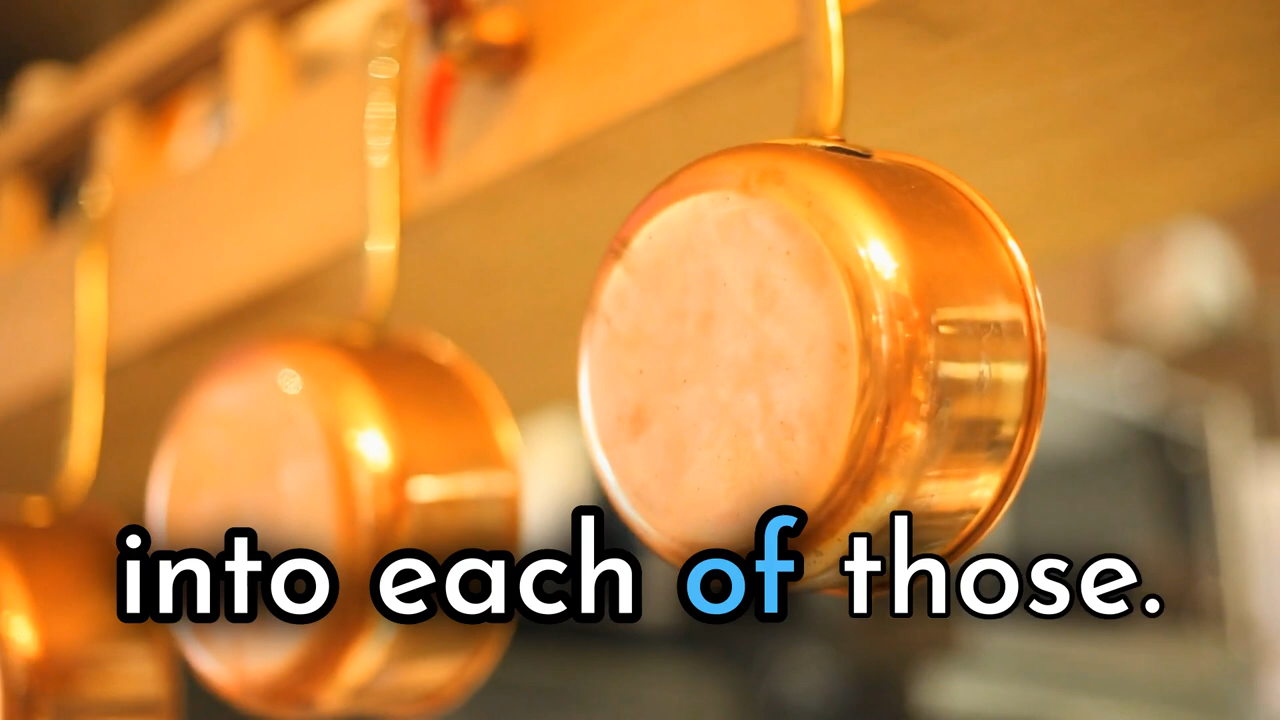 into each of those.